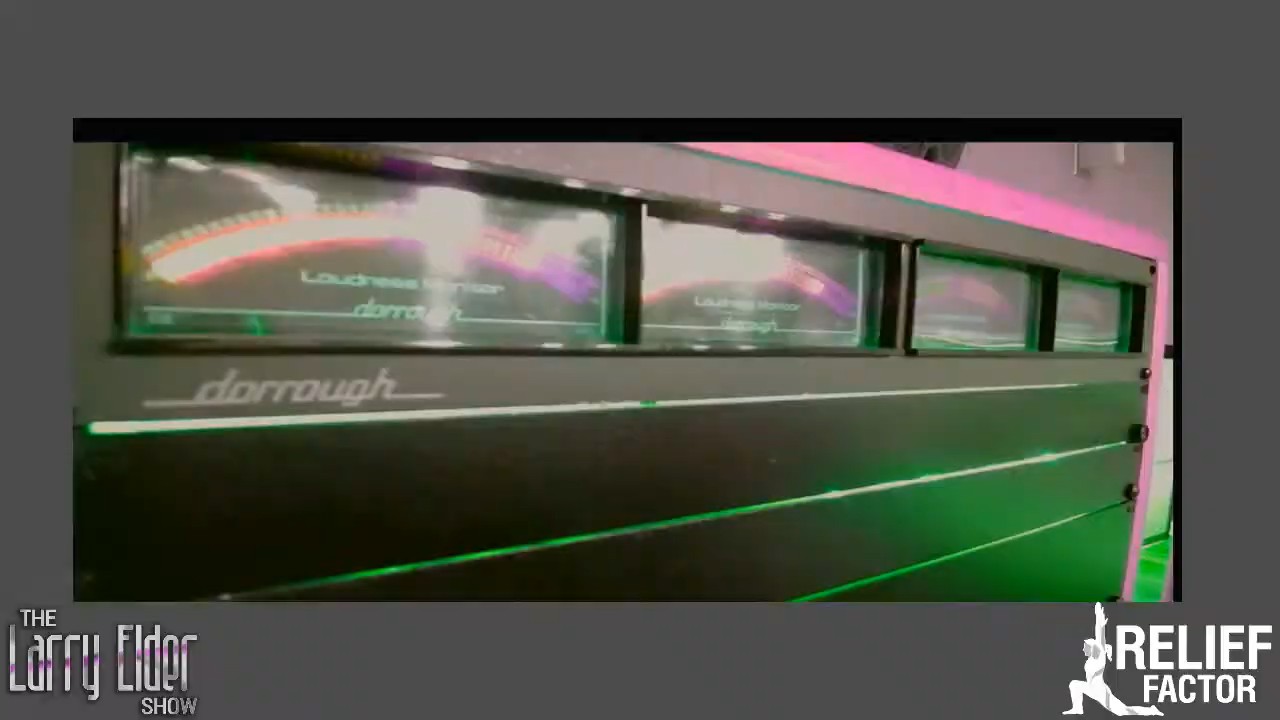 Loudness Monitor
dorrough
Loudness Monitor
dorrough
dorrough
THE
Larry Elder
SHOW
RELIEF
FACTOR